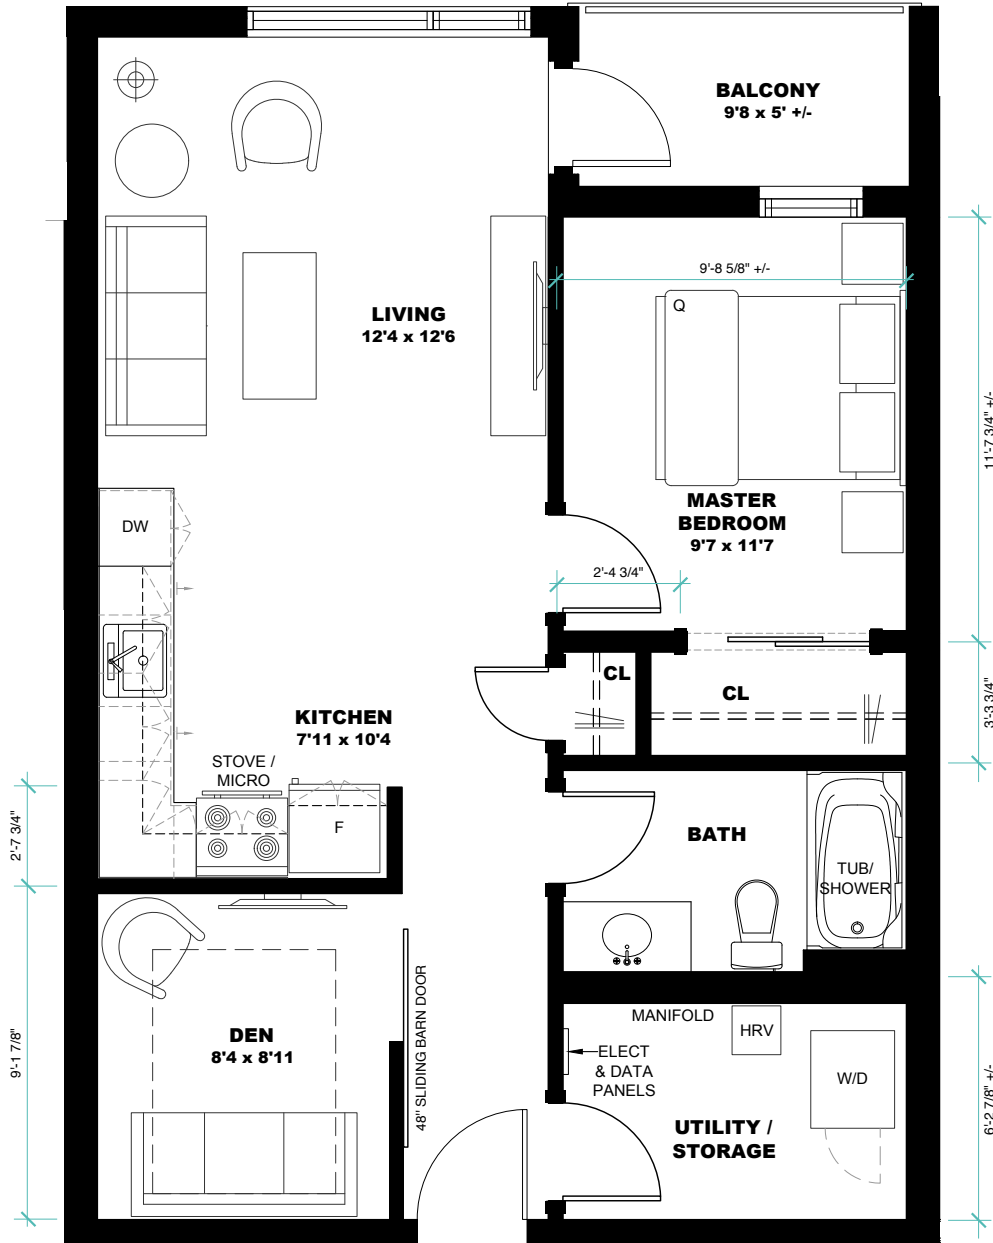 BALCONY
9'8 x 5' +/-
9'-8 5/8" +/-
Q
LIVING
12'4 x 12'6
11'-7 3/4" +/-
MASTER
BEDROOM
9'7 x 11'7
DW
2'-4 3/4"
CL
CL
3'-3 3/4"
KITCHEN
7'11 x 10'4
STOVE /
MICRO
F
2'-7 3/4"
BATH
TUB/
SHOWER
48" SLIDING BARN DOOR
MANIFOLD
HRV
DEN
8'4 x 8'11
9'-1 7/8"
ELECT
& DATA
PANELS
W/D
UTILITY /
STORAGE
6'-2 7/8" +/-